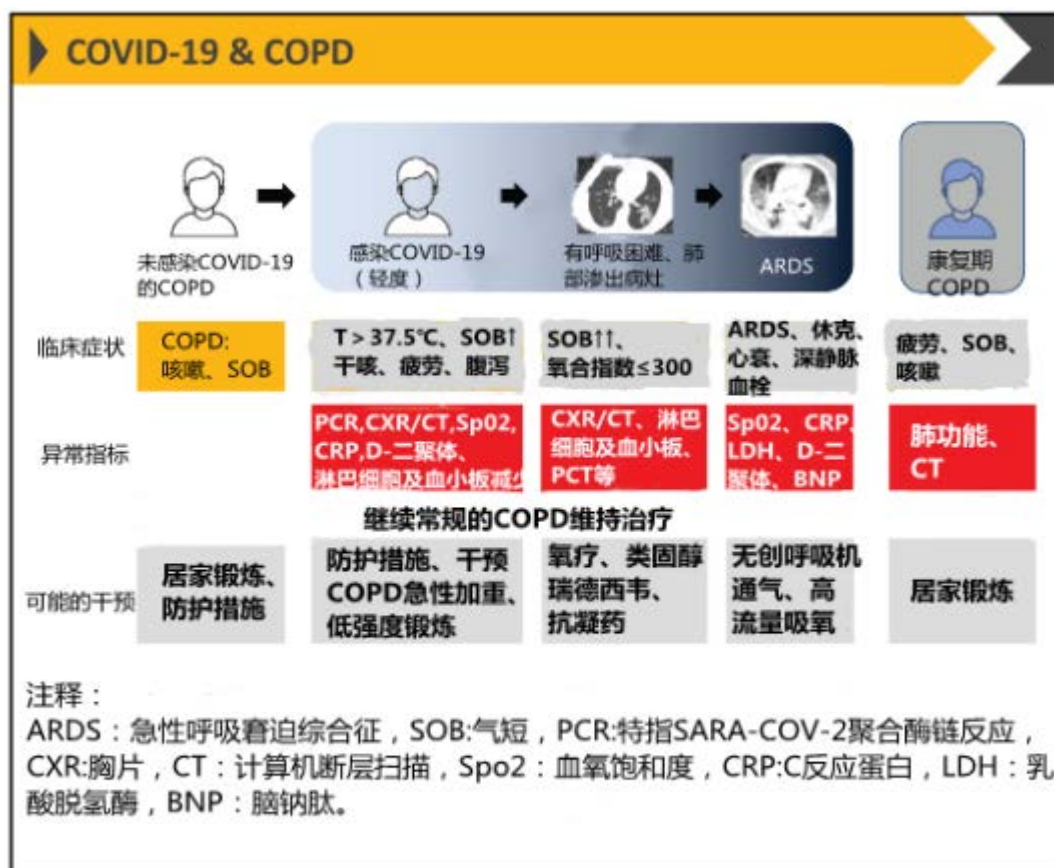 COVID-19 & COPD
未感染COVID-19
的COPD
感染COVID-19
（轻度）
有呼吸困难、肺
部渗出病灶
ARDS
康复期
COPD
临床症状
COPD:
咳嗽、SOB
T＞37.5℃、SOB↑
干咳、疲劳、腹泻
SOB↑↑、
氧合指数≤300
ARDS、休克、
心衰、深静脉
血栓
疲劳、SOB、
咳嗽
异常指标
PCR,CXR/CT,Sp02,
CRP,D-二聚体、
淋巴细胞及血小板减少
CXR/CT、淋巴
细胞及血小板、
PCT等
Sp02、CRP,
LDH、D-二
聚体、BNP
肺功能、
CT
继续常规的COPD维持治疗
可能的干预
居家锻炼、
防护措施
防护措施、干预
COPD急性加重、
低强度锻炼
氧疗、类固醇
瑞德西韦、
抗凝药
无创呼吸机
通气、高
流量吸氧
居家锻炼
注释：
ARDS：急性呼吸窘迫综合征，SOB:气短，PCR:特指SARA-COV-2聚合酶链反应，
CXR:胸片，CT：计算机断层扫描，Spo2：血氧饱和度，CRP:C反应蛋白，LDH：乳
酸脱氢酶，BNP：脑钠肽。